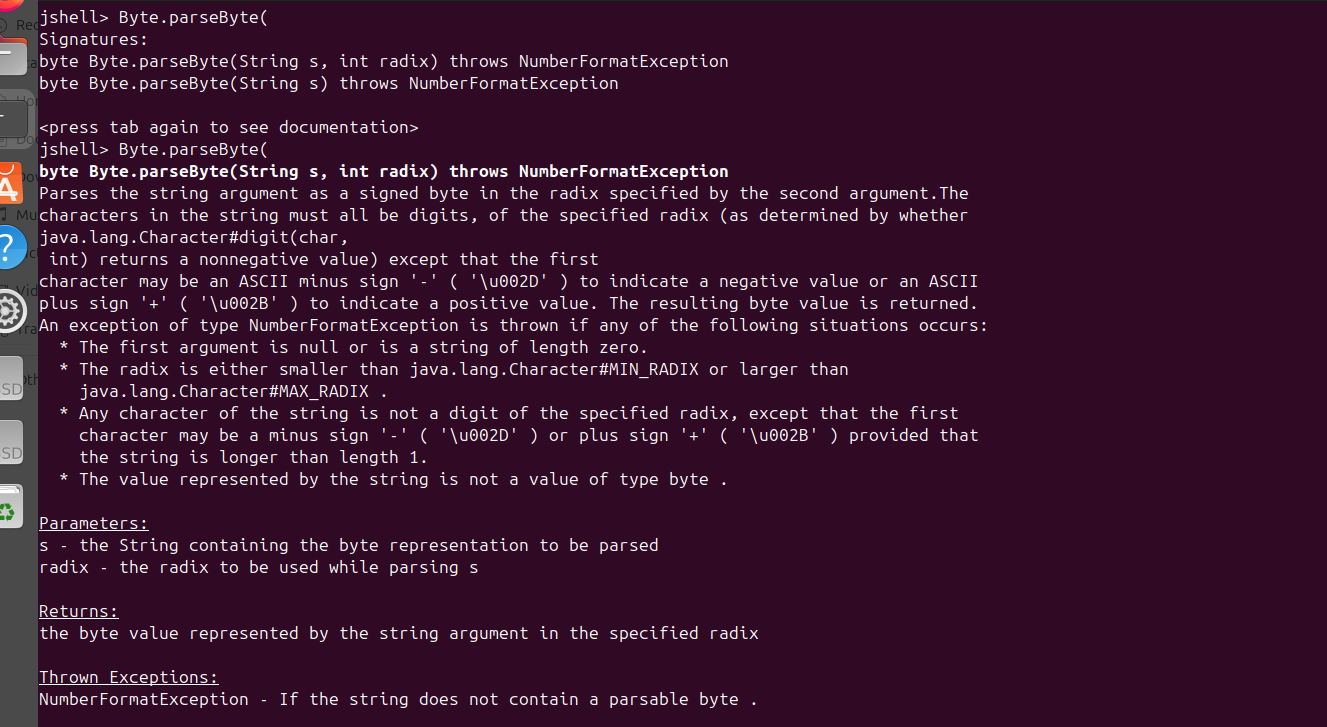 jshell> Byte.parseByte(
Signatures:
byte Byte.parseByte(String s, int radix) throws NumberFormatException
byte Byte.parseByte(String s) throws NumberFormatException
<press tab again to see documentation>
jshell> Byte.parseByte(
byte Byte.parseByte(String s, int radix) throws NumberFormatException
Parses the string argument as a signed byte in the radix specified by the second argument.The
characters in the string must all be digits, of the specified radix (as determined by whether
java.lang.Character#digit(char,
 int) returns a nonnegative value) except that the first
character may be an ASCII minus sign '-' ( '\u002D' ) to indicate a negative value or an ASCII
plus sign '+' ( '\u002B' ) to indicate a positive value. The resulting byte value is returned.
An exception of type NumberFormatException is thrown if any of the following situations occurs:
  * The first argument is null or is a string of length zero.
  * The radix is either smaller than java.lang.Character#MIN_RADIX or larger than
    java.lang.Character#MAX_RADIX .
  * Any character of the string is not a digit of the specified radix, except that the first
    character may be a minus sign '-' ( '\u002D' ) or plus sign '+' ( '\u002B' ) provided that
    the string is longer than length 1.
  * The value represented by the string is not a value of type byte .
Parameters:
s - the String containing the byte representation to be parsed
radix - the radix to be used while parsing s
Returns:
the byte value represented by the string argument in the specified radix
Thrown Exceptions:
NumberFormatException - If the string does not contain a parsable byte .